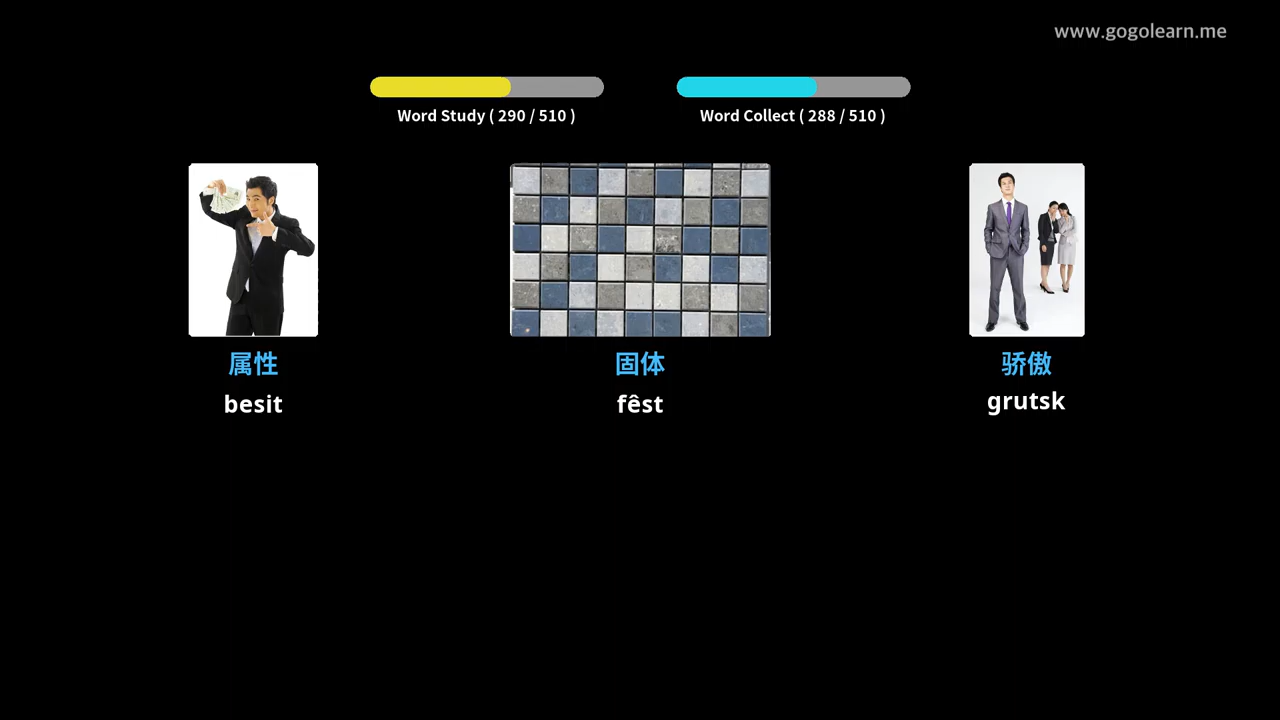 www.gogolearn.me
Word Study ( 290 / 510 )
Word Collect ( 288 / 510 )
属性
固体
骄傲
besit
fêst
grutsk